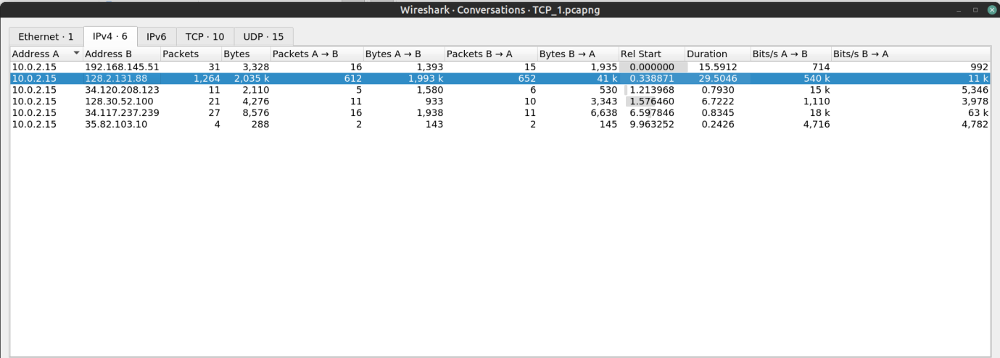 Wireshark · Conversations · TCP_1.pcapng
Ethernet · 1 IPv4 · 6 IPv6 TCP · 10 UDP · 15
Address A Address B Packets Bytes Packets A → B Bytes A → B Packets B → A Bytes B → A Rel Start Duration Bits/s A → B Bits/s B → A
10.0.2.15 192.168.145.51 31 3,328 16 1,393 15 1,935 0.000000 15.5912 714 992
10.0.2.15 128.2.131.88 1,264 2,035 k 612 1,993 k 652 41 k 0.338871 29.5046 540 k 11 k
10.0.2.15 34.120.208.123 11 2,110 5 1,580 6 530 1.213968 0.7930 15 k 5,346
10.0.2.15 128.30.52.100 21 4,276 11 933 10 3,343 1.576460 6.7222 1,110 3,978
10.0.2.15 34.117.237.239 27 8,576 16 1,938 11 6,638 6.597846 0.8345 18 k 63 k
10.0.2.15 35.82.103.10 4 288 2 143 2 145 9.963252 0.2426 4,716 4,782